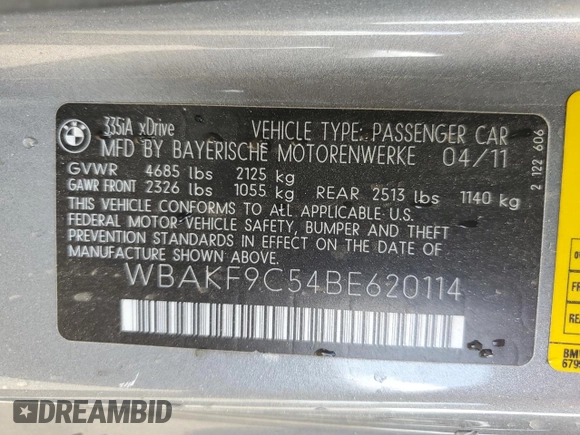 335iA xDrive VEHICLE TYPE: PASSENGER CAR
MFD BY BAYERISCHE MOTORENWERKE 04/11
GVWR 4685 lbs 2125 kg
GAWR FRONT 2326 lbs 1055 kg REAR 2513 lbs 1140 kg
THIS VEHICLE CONFORMS TO ALL APPLICABLE U.S.
FEDERAL MOTOR VEHICLE SAFETY, BUMPER AND THEFT
PREVENTION STANDARDS IN EFFECT ON THE DATE OF
MANUFACTURE SHOWN ABOVE.
WBAKF9C54BE620114
2 122 606
FR
REA
BMW
DREAMBID